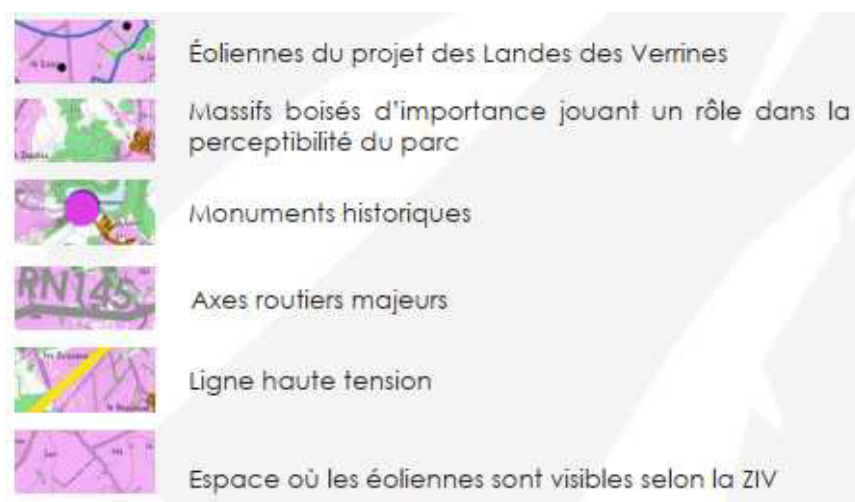 Éoliennes du projet des Landes des Verrines
Massifs boisés d'importance jouant un rôle dans la
perceptibilité du parc
Monuments historiques
RN145
Axes routiers majeurs
Ligne haute tension
Espace où les éoliennes sont visibles selon la ZIV